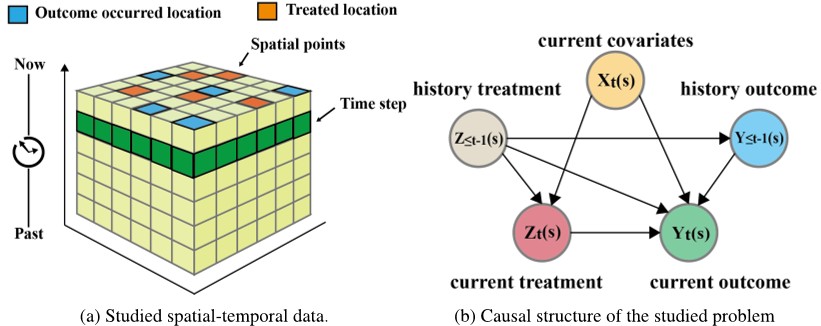 Outcome occurred location
Treated location
Spatial points
Now
Time step
Past
(a) Studied spatial-temporal data.
current covariates
Xt(s)
history treatment
history outcome
Z≤t-1(s)
Y≤t-1(s)
Zt(s)
Yt(s)
current treatment
current outcome
(b) Causal structure of the studied problem